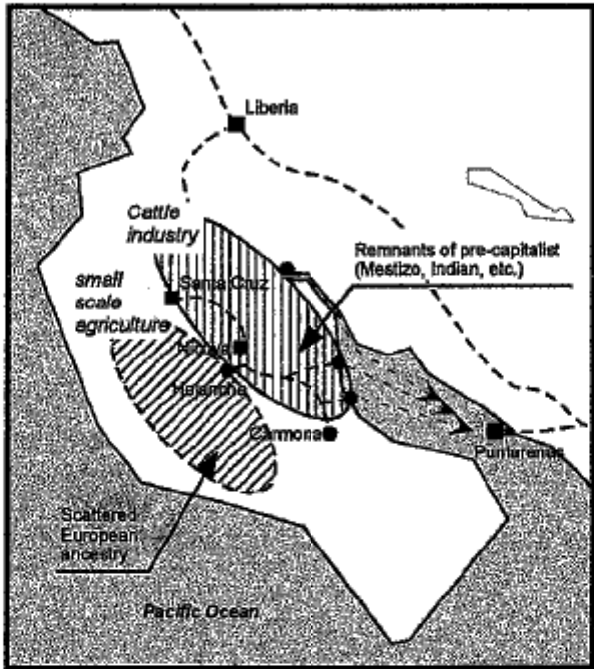 Liberia
Cattle
industry
Remnants of pre-capitalist
(Mestizo, Indian, etc.)
small
scale
agriculture
Santa Cruz
Nicoya
Hojancha
Carmona
Puntarenas
Scattered
European
ancestry
Pacific Ocean